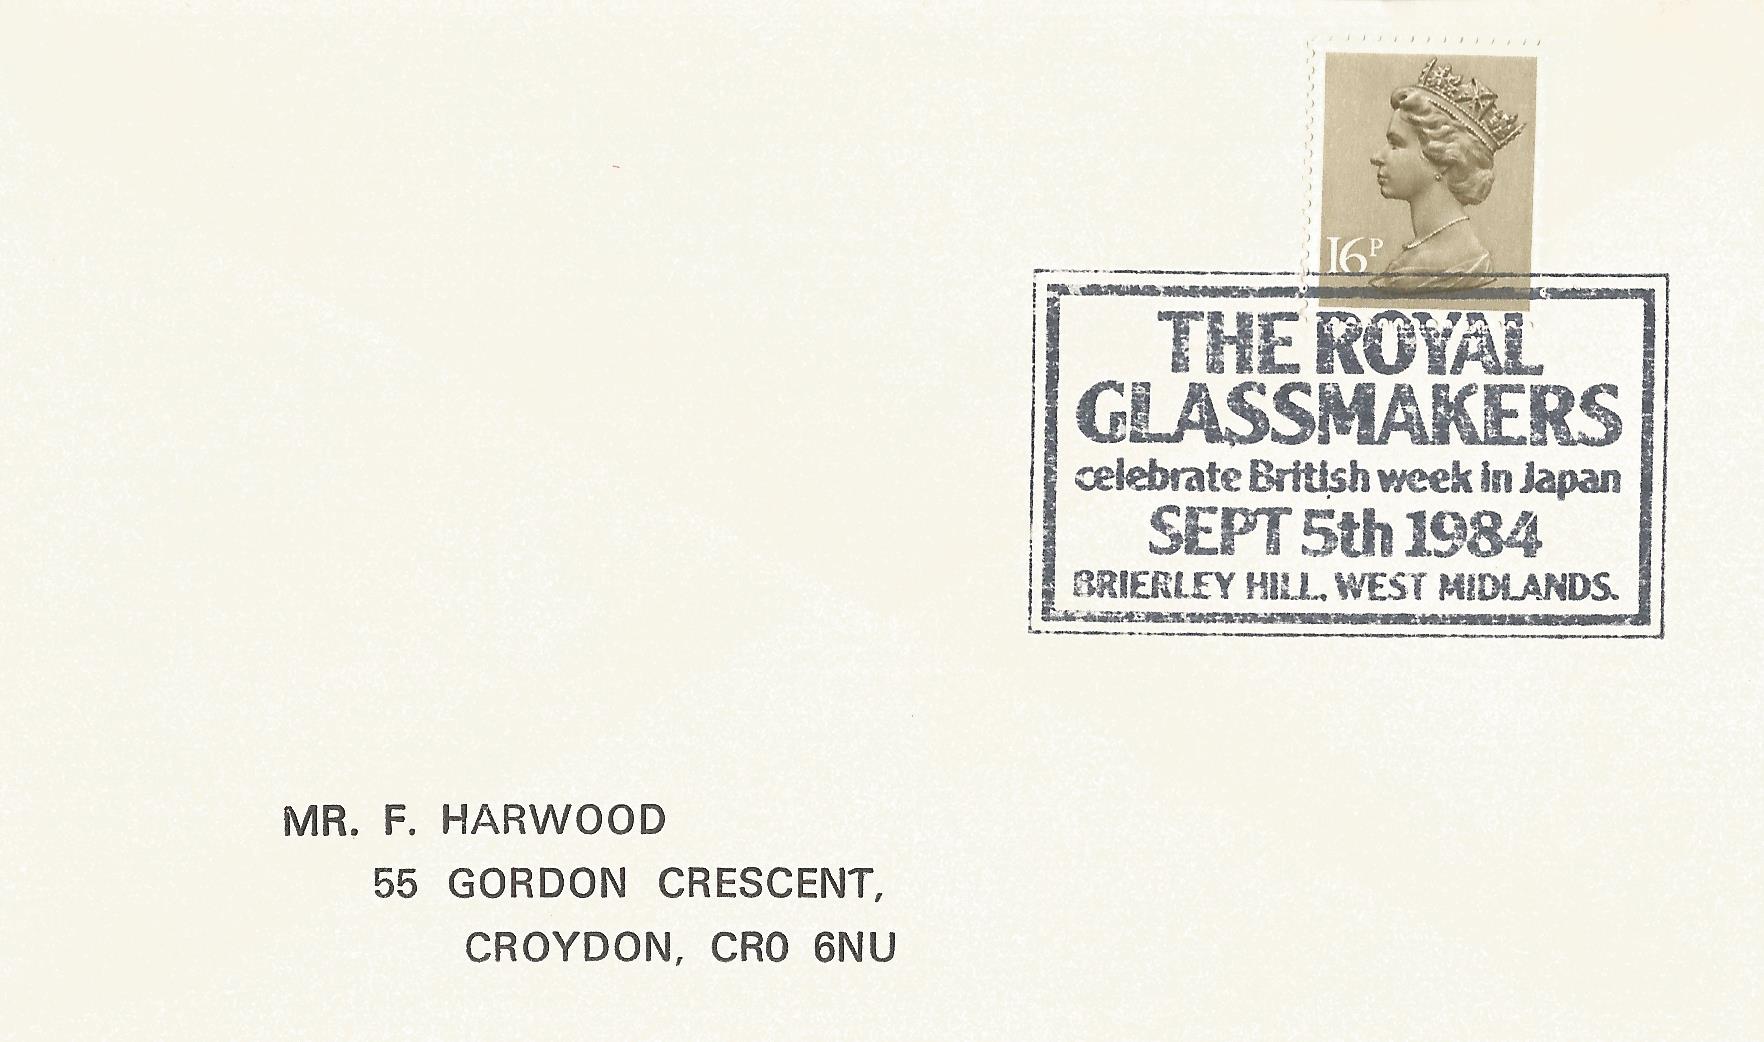 16P
THE ROYAL
GLASSMAKERS
celebrate British week in Japan
SEPT 5th 1984
BRIERLEY HILL. WEST MIDLANDS.
MR. F. HARWOOD
55 GORDON CRESCENT,
CROYDON, CR0 6NU